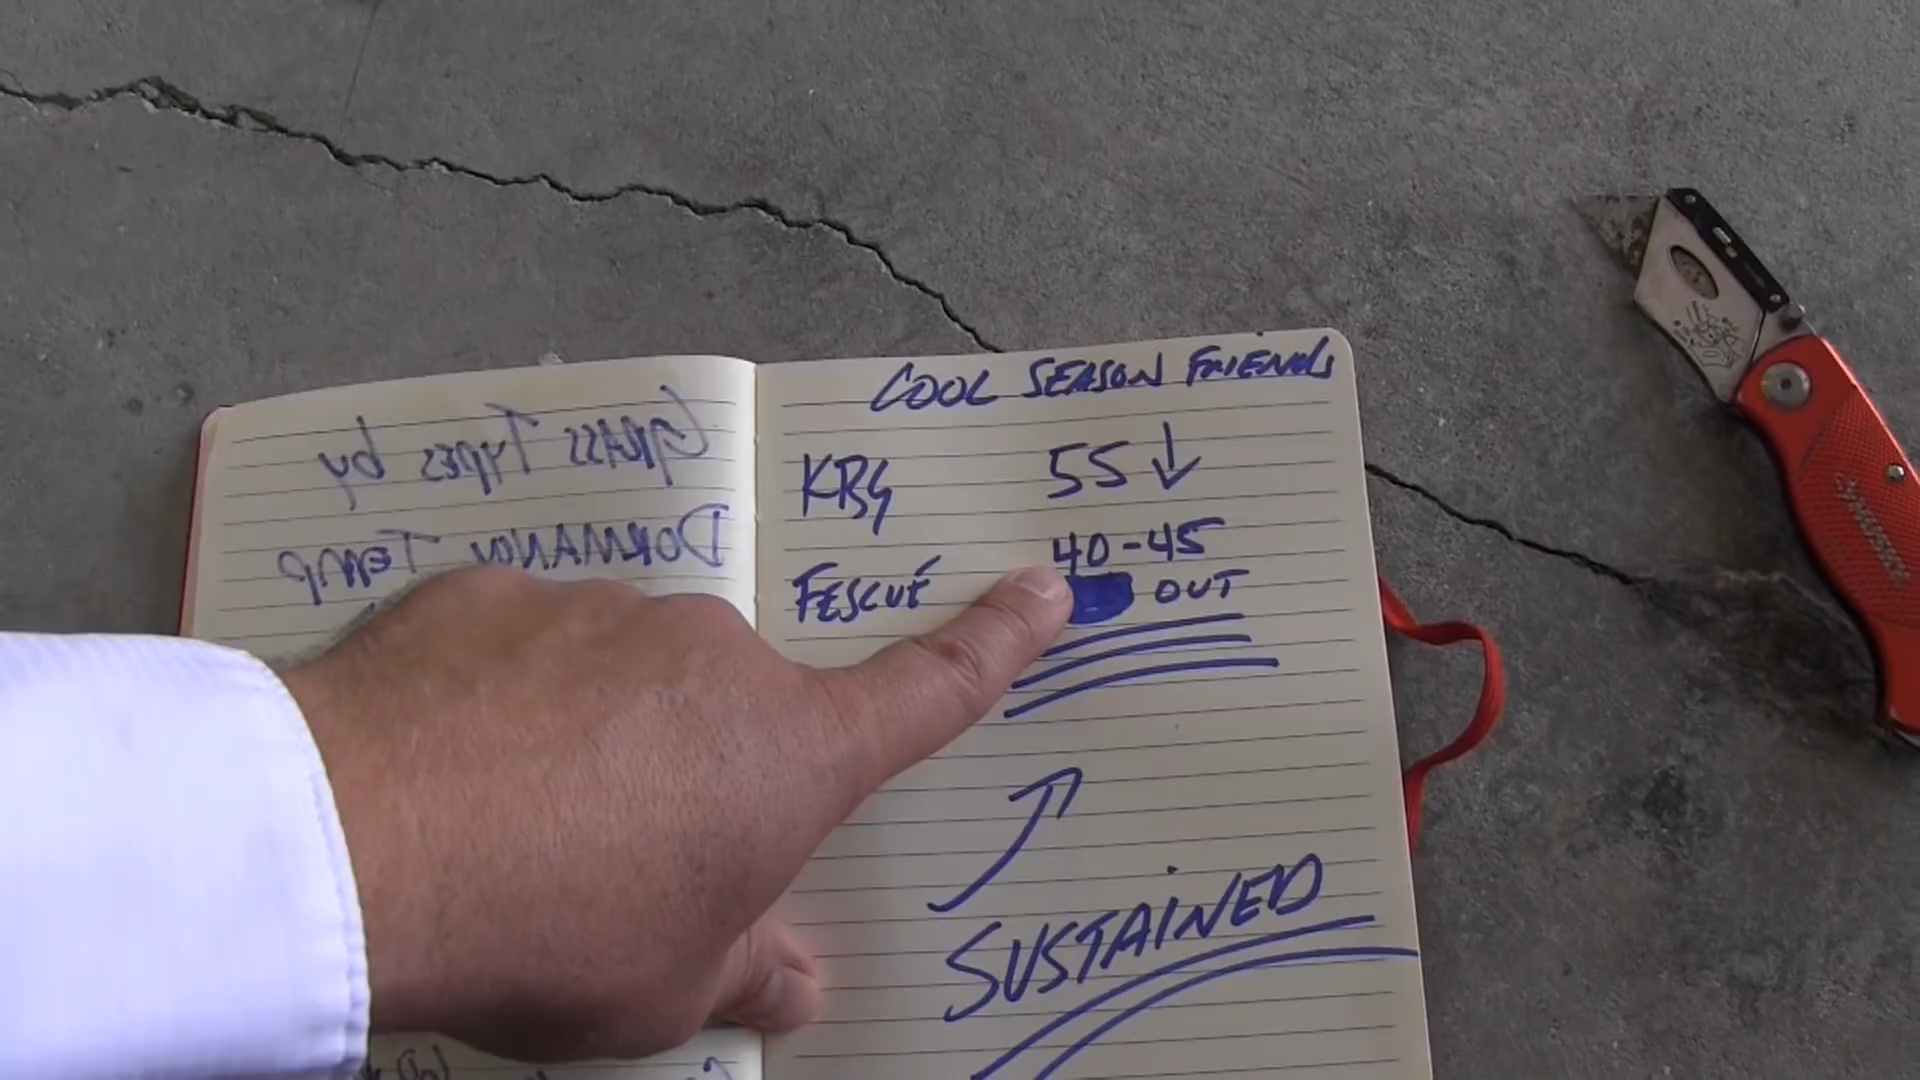 Grass Types by
Dormancy Temp
Cool Season Friends
KBG 55 ↓
40-45
Fescue OUT
Sustained